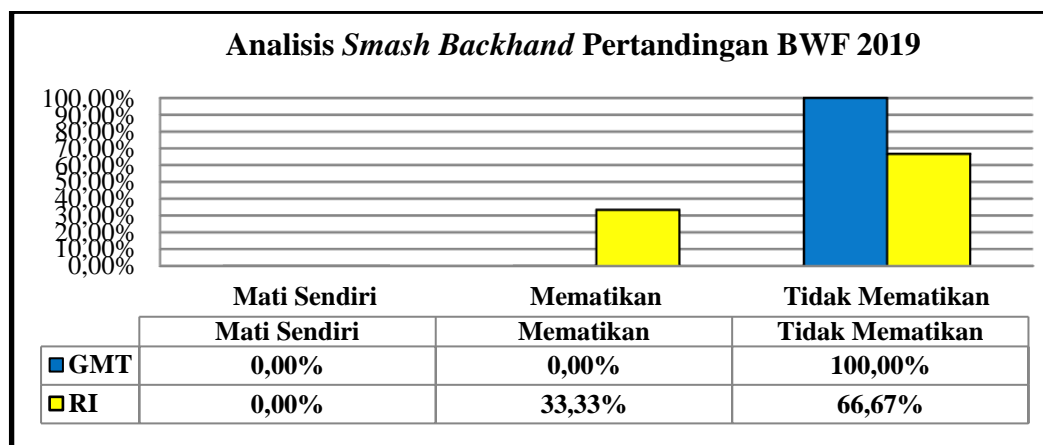 Analisis Smash Backhand Pertandingan BWF 2019
100,00%
90,00%
80,00%
70,00%
60,00%
50,00%
40,00%
30,00%
20,00%
10,00%
0,00%
Mati Sendiri Mematikan Tidak Mematikan
Mati Sendiri Mematikan Tidak Mematikan
GMT 0,00% 0,00% 100,00%
RI 0,00% 33,33% 66,67%